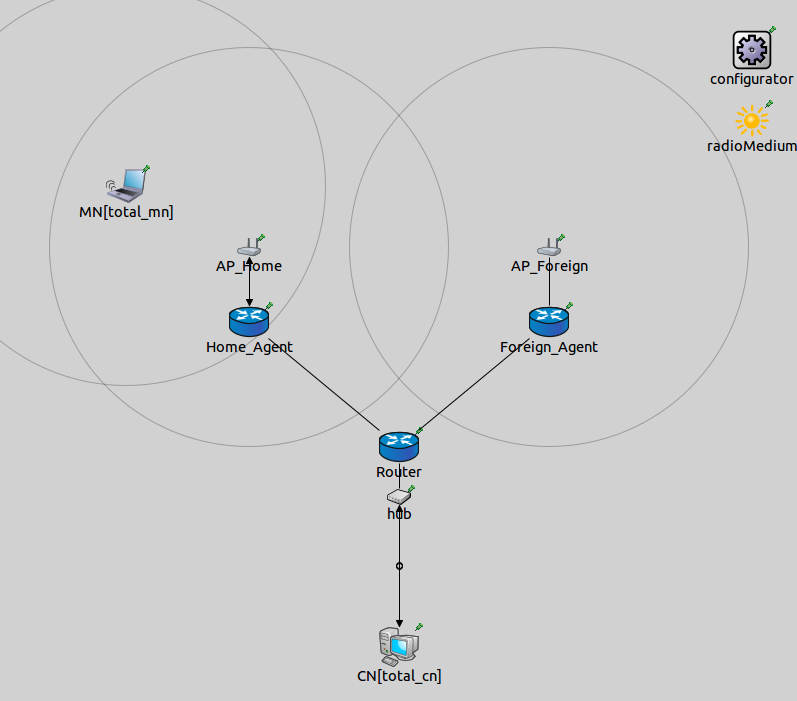 configurator
radioMedium
MN[total_mn]
AP_Home
AP_Foreign
Home_Agent
Foreign_Agent
Router
hub
CN[total_cn]